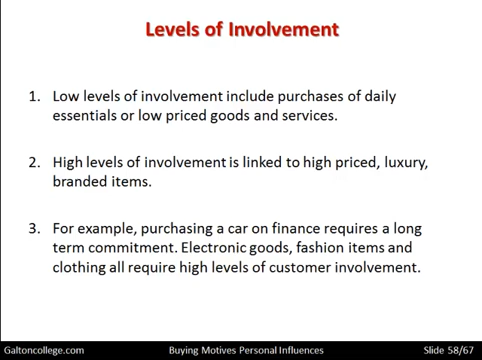 Levels of Involvement
1. Low levels of involvement include purchases of daily
essentials or low priced goods and services.
2. High levels of involvement is linked to high priced, luxury,
branded items.
3. For example, purchasing a car on finance requires a long
term commitment. Electronic goods, fashion items and
clothing all require high levels of customer involvement.
Galtoncollege.com Buying Motives Personal Influences Slide 58/67